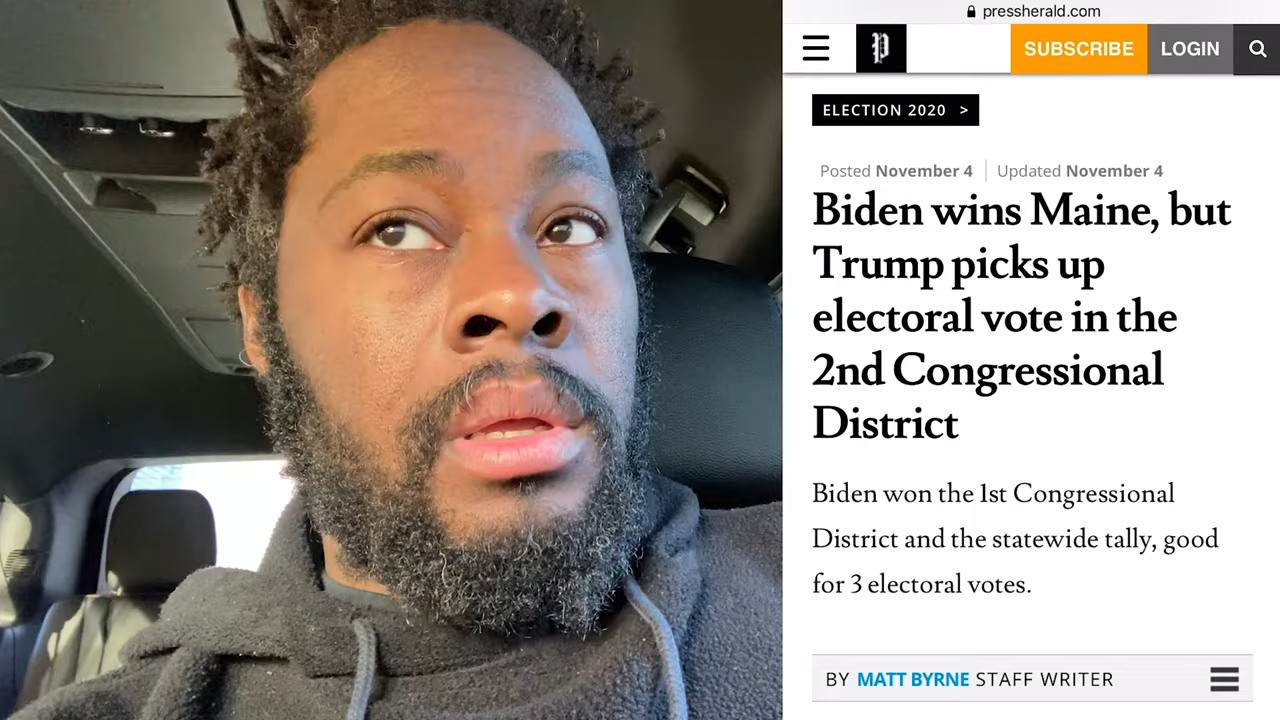 pressherald.com
SUBSCRIBE LOGIN
ELECTION 2020 >
Posted November 4 | Updated November 4
Biden wins Maine, but
Trump picks up
electoral vote in the
2nd Congressional
District
Biden won the 1st Congressional
District and the statewide tally, good
for 3 electoral votes.
BY MATT BYRNE STAFF WRITER